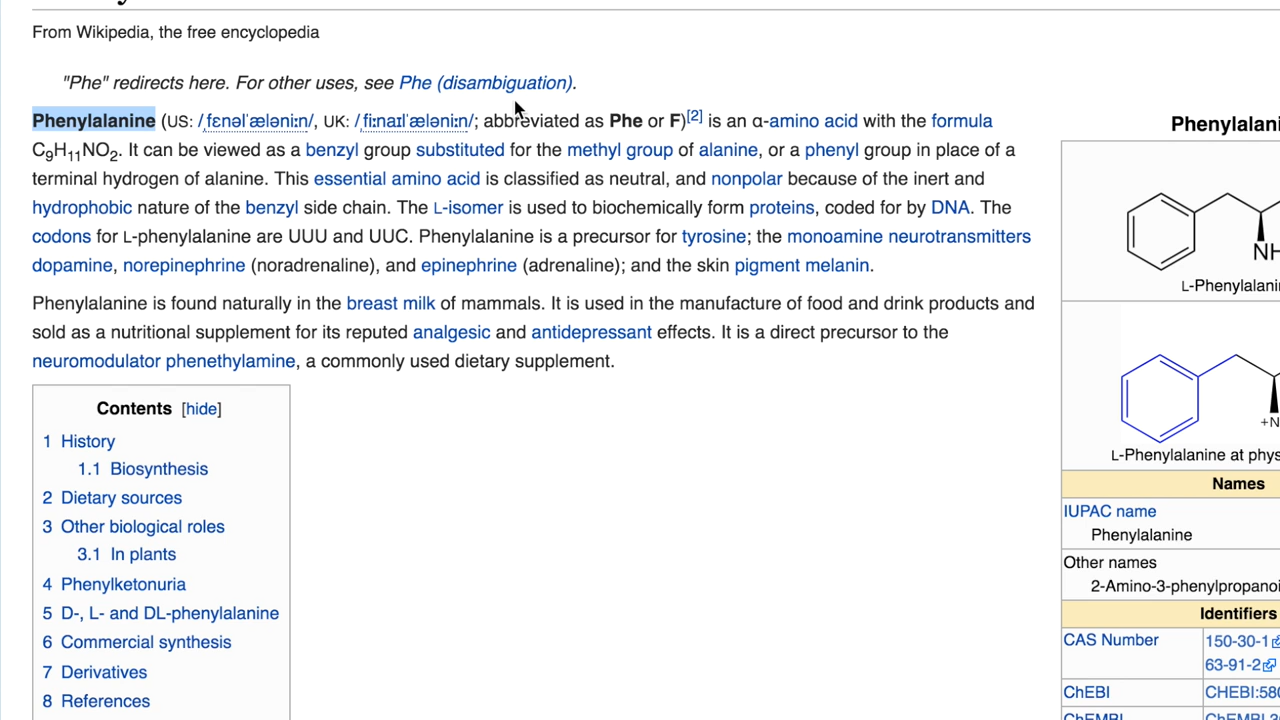 From Wikipedia, the free encyclopedia
"Phe" redirects here. For other uses, see Phe (disambiguation).
Phenylalanine (US: /ˌfɛnəlˈæləniːn/, UK: /ˌfiːnaɪlˈæləniːn/; abbreviated as Phe or F)[2] is an α-amino acid with the formula
C₉H₁₁NO₂. It can be viewed as a benzyl group substituted for the methyl group of alanine, or a phenyl group in place of a
terminal hydrogen of alanine. This essential amino acid is classified as neutral, and nonpolar because of the inert and
hydrophobic nature of the benzyl side chain. The L-isomer is used to biochemically form proteins, coded for by DNA. The
codons for L-phenylalanine are UUU and UUC. Phenylalanine is a precursor for tyrosine; the monoamine neurotransmitters
dopamine, norepinephrine (noradrenaline), and epinephrine (adrenaline); and the skin pigment melanin.
Phenylalanine is found naturally in the breast milk of mammals. It is used in the manufacture of food and drink products and
sold as a nutritional supplement for its reputed analgesic and antidepressant effects. It is a direct precursor to the
neuromodulator phenethylamine, a commonly used dietary supplement.
Contents [hide]
1 History
1.1 Biosynthesis
2 Dietary sources
3 Other biological roles
3.1 In plants
4 Phenylketonuria
5 D-, L- and DL-phenylalanine
6 Commercial synthesis
7 Derivatives
8 References
Phenylalani
NH
L-Phenylalani
+N
L-Phenylalanine at phys
Names
IUPAC name
Phenylalanine
Other names
2-Amino-3-phenylpropanoi
Identifiers
CAS Number
150-30-1
63-91-2
ChEBI
CHEBI:580